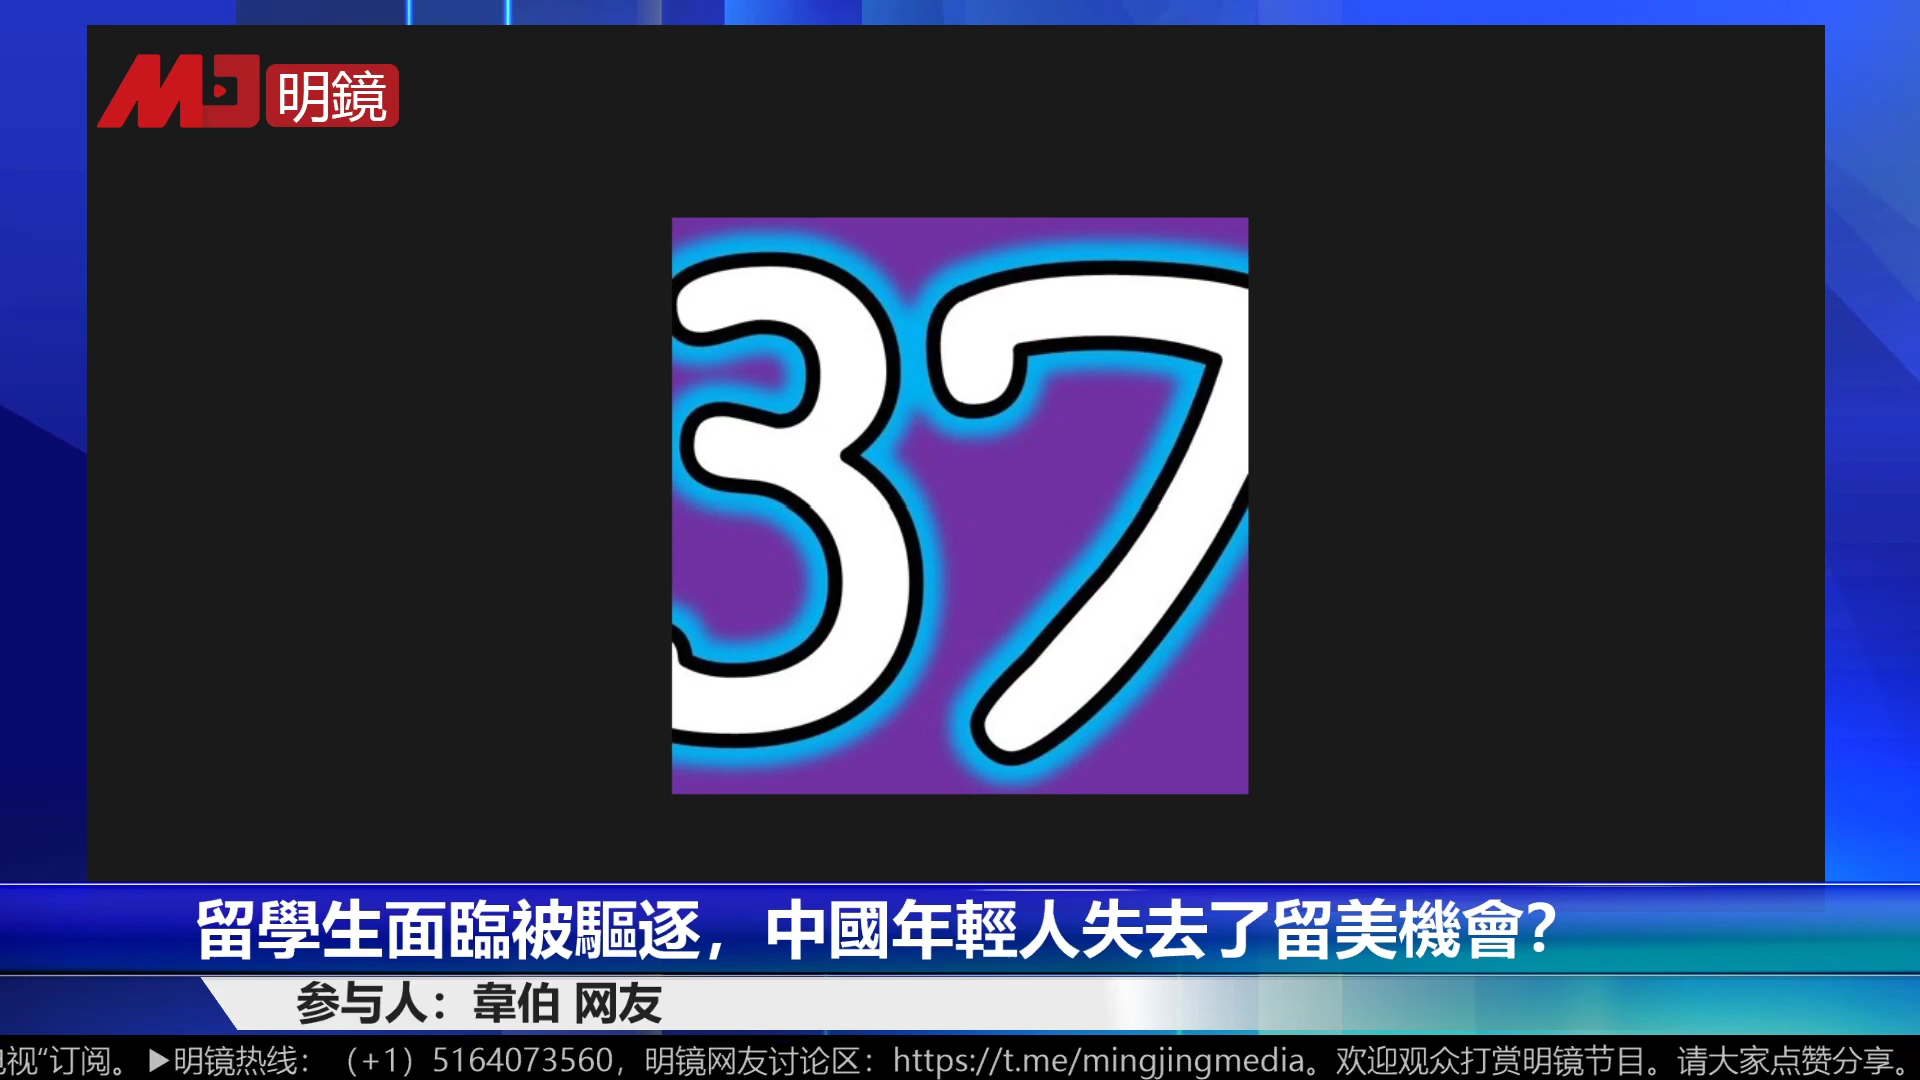 明鏡
37
留學生面臨被驅逐，中國年輕人失去了留美機會？
参与人：韋伯 网友
视“订阅。▶明镜热线：（+1）5164073560，明镜网友讨论区：https://t.me/mingjingmedia。欢迎观众打赏明镜节目。请大家点赞分享。